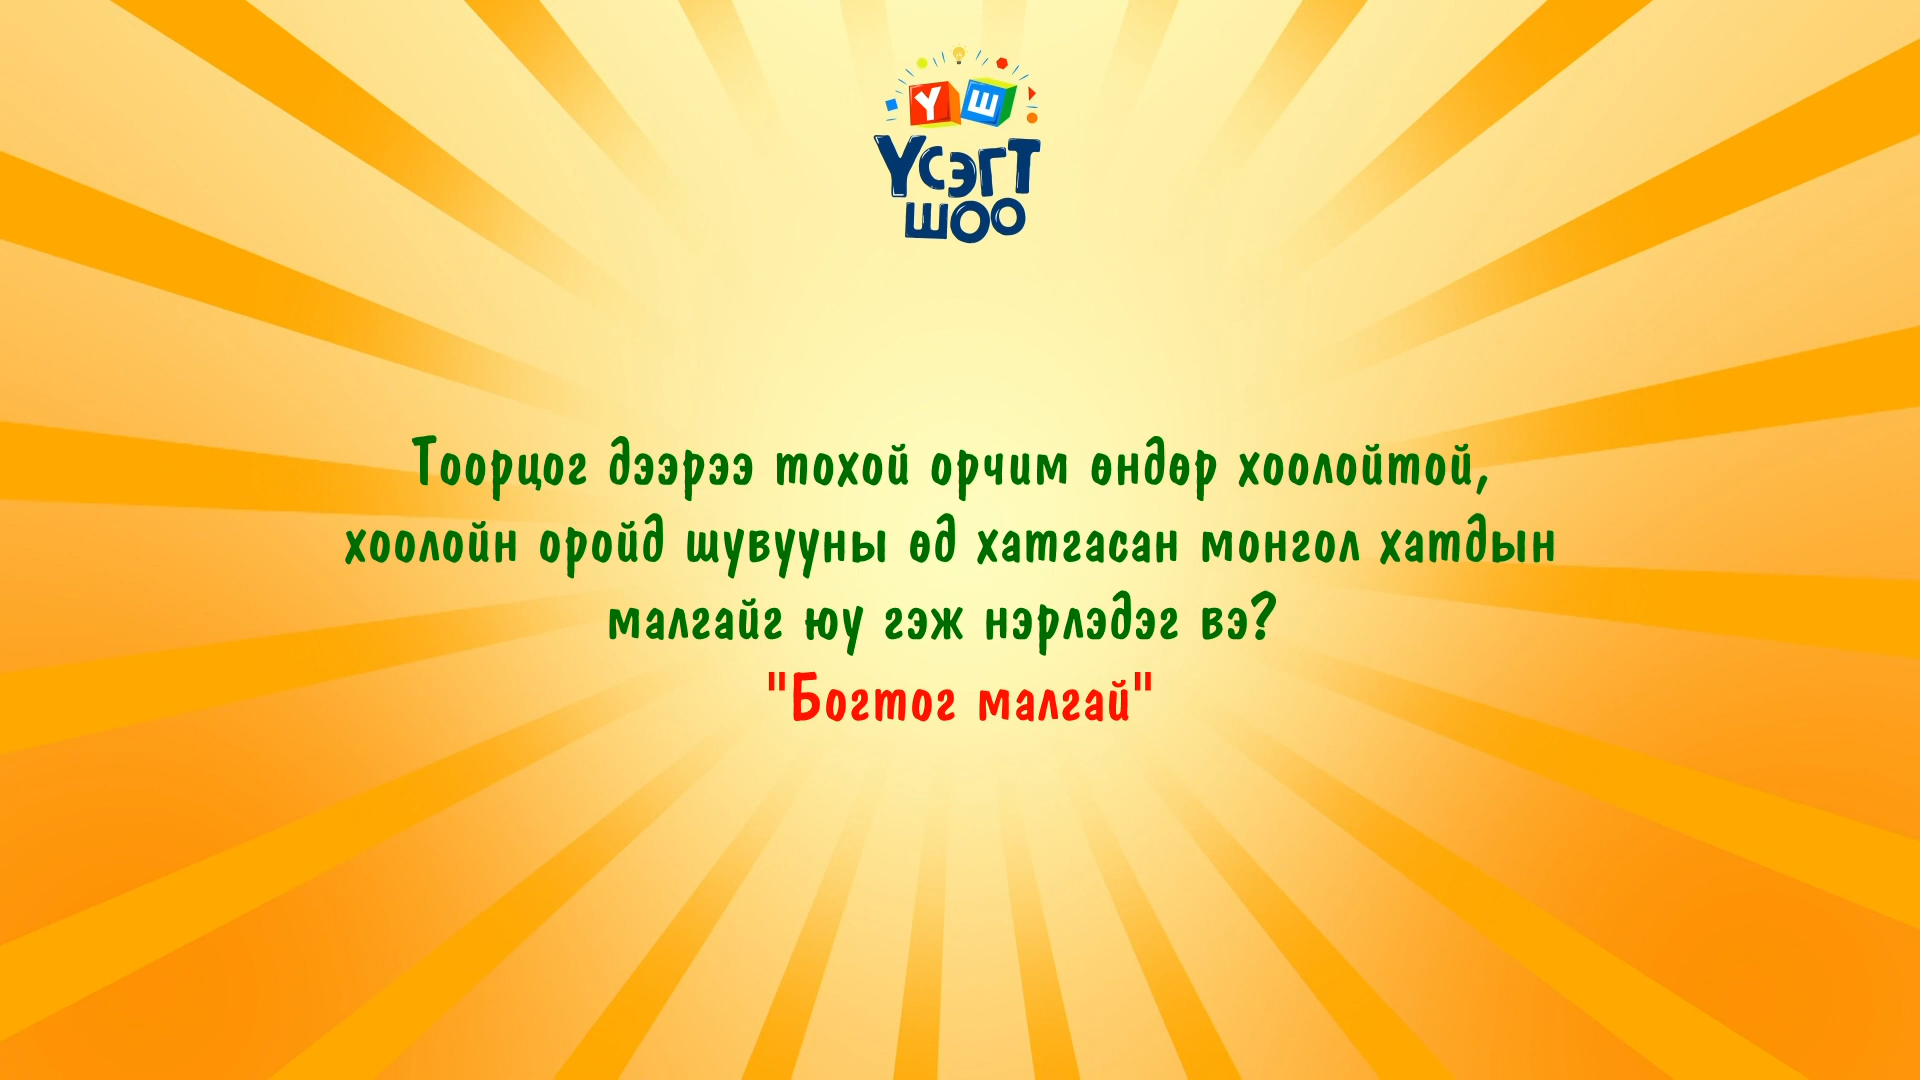 Ү Ш
ҮСЭГТ
ШОО
Тоорцог дээрээ тохой орчим өндөр хоолойтой,
хоолойн оройд шувууны өд хатгасан монгол хатдын
малгайг юу гэж нэрлэдэг вэ?
"Богтог малгай"